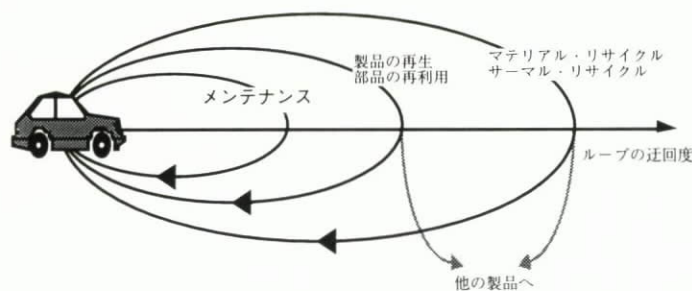 製品の再生
部品の再利用
マテリアル・リサイクル
サーマル・リサイクル
メンテナンス
ループの迂回度
他の製品へ